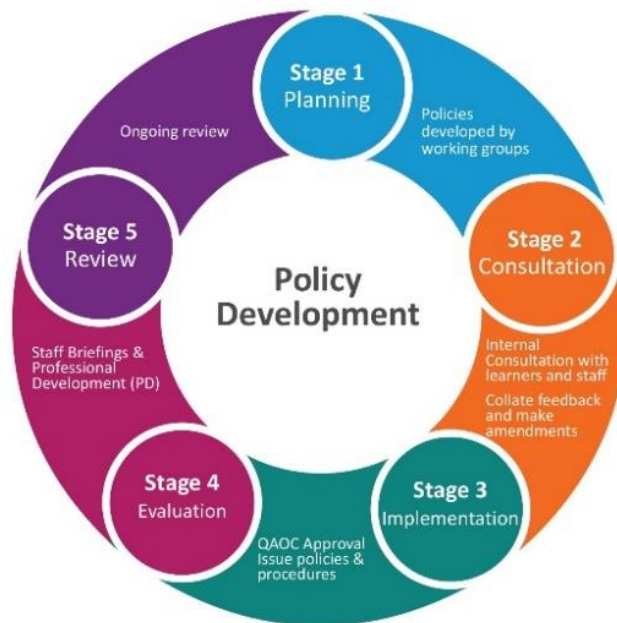 Stage 1
Planning
Policies
developed by
working groups
Stage 2
Consultation
Internal
Consultation with
learners and staff
Collate feedback
and make
amendments
Stage 3
Implementation
QAOC Approval
Issue policies &
procedures
Stage 4
Evaluation
Staff Briefings &
Professional
Development (PD)
Stage 5
Review
Ongoing review
Policy
Development